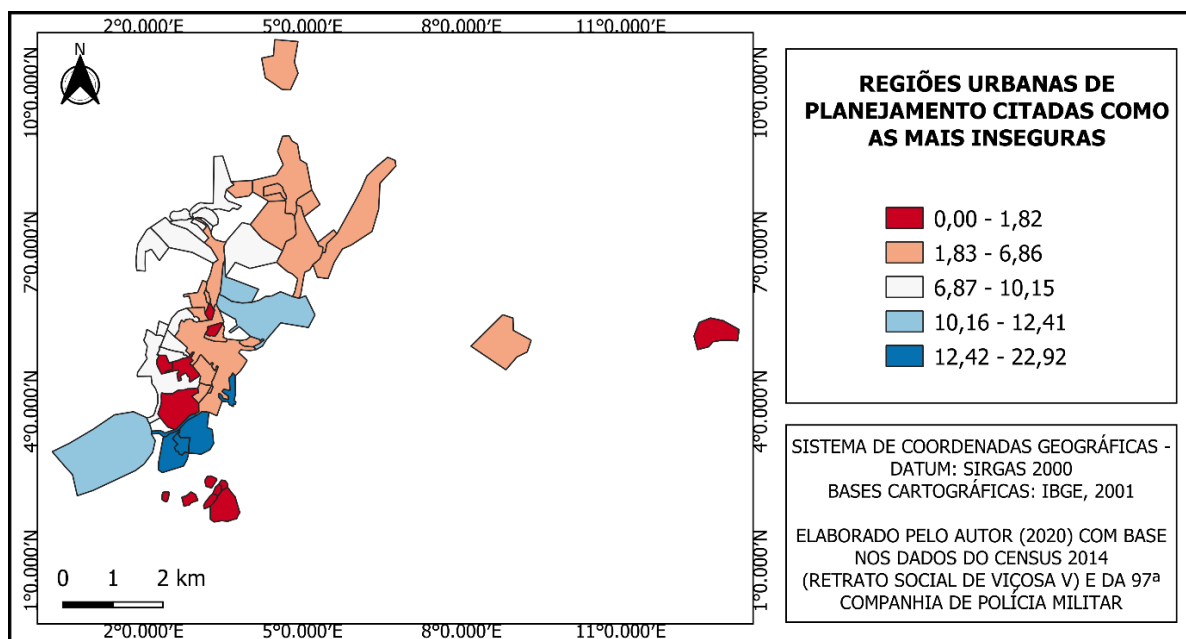 2°0.000′E 5°0.000′E 8°0.000′E 11°0.000′E
N
10°0.000′N
7°0.000′N
4°0.000′N
1°0.000′N
0 1 2 km
2°0.000′E 5°0.000′E 8°0.000′E 11°0.000′E
10°0.000′N
7°0.000′N
4°0.000′N
1°0.000′N
REGIÕES URBANAS DE
PLANEJAMENTO CITADAS COMO
AS MAIS INSEGURAS
0,00 - 1,82
1,83 - 6,86
6,87 - 10,15
10,16 - 12,41
12,42 - 22,92
SISTEMA DE COORDENADAS GEOGRÁFICAS -
DATUM: SIRGAS 2000
BASES CARTOGRÁFICAS: IBGE, 2001
ELABORADO PELO AUTOR (2020) COM BASE
NOS DADOS DO CENSUS 2014
(RETRATO SOCIAL DE VIÇOSA V) E DA 97ª
COMPANHIA DE POLÍCIA MILITAR